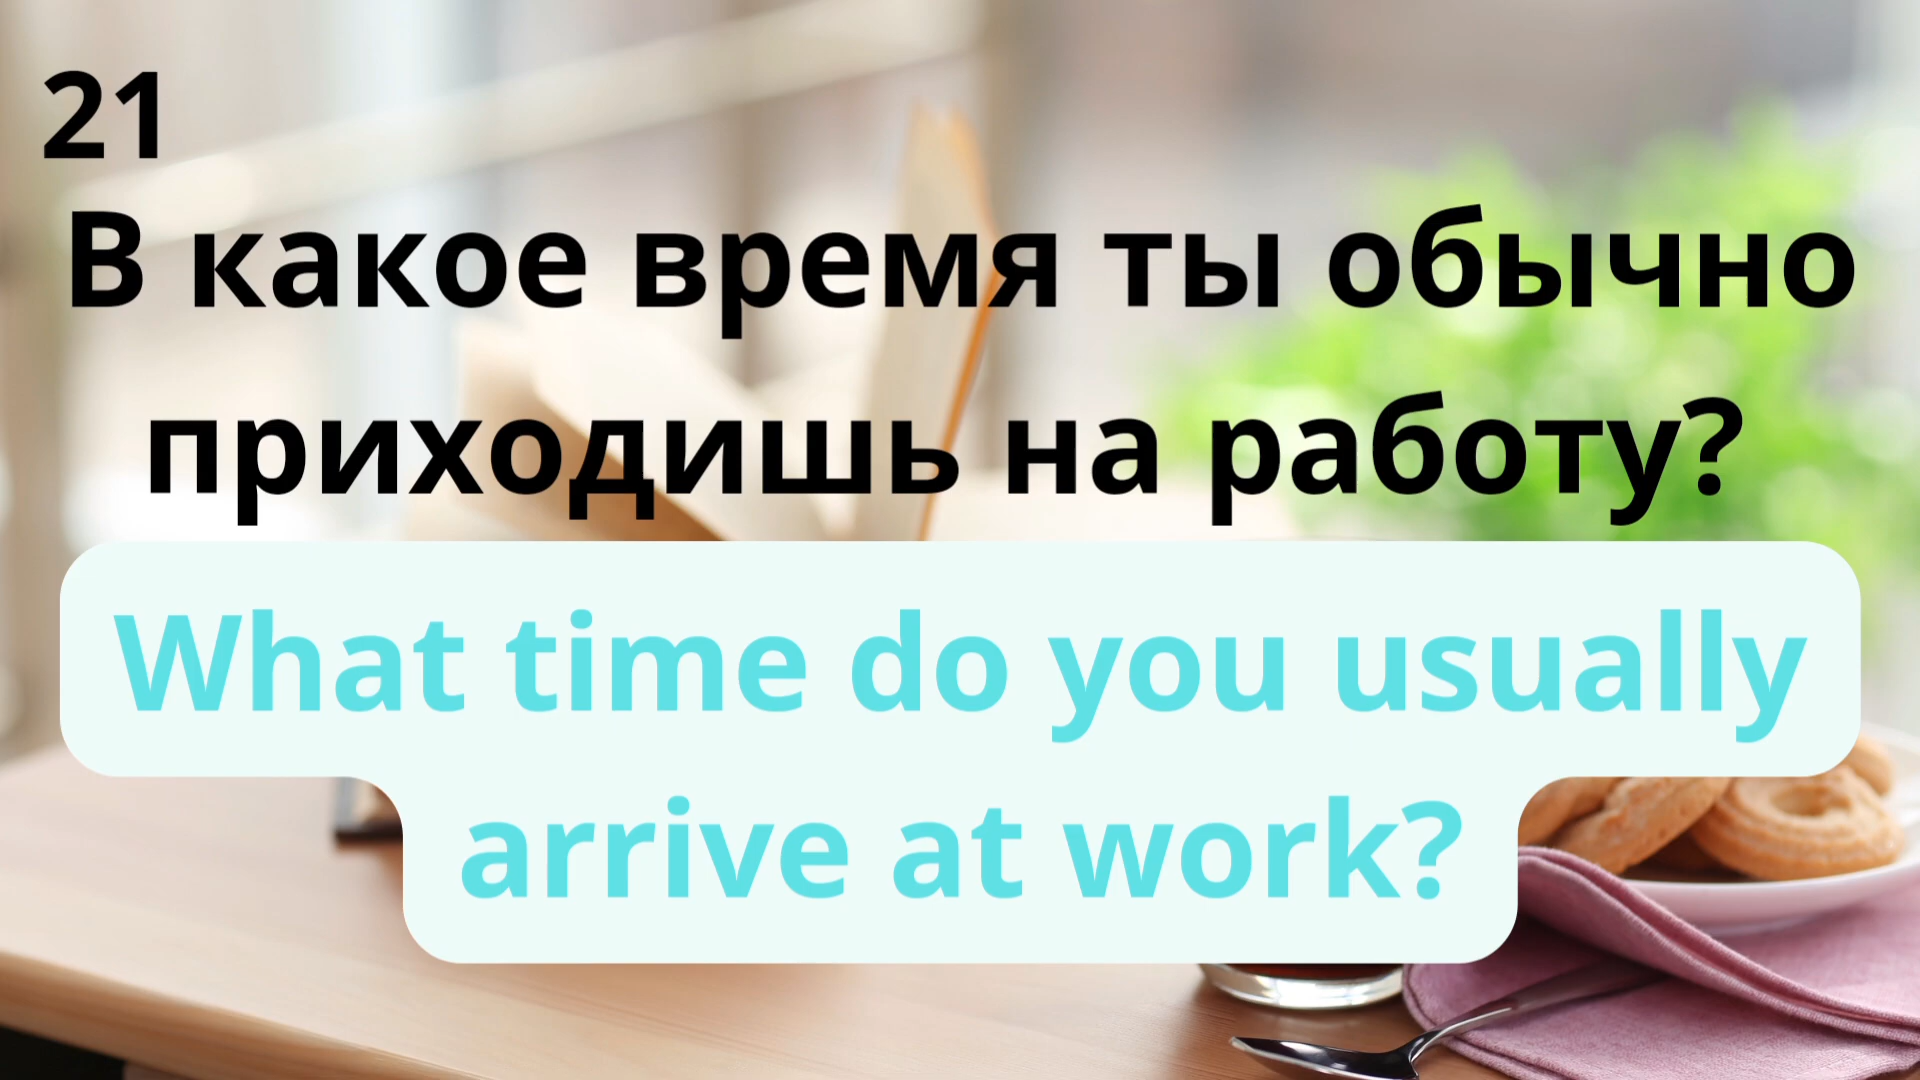 21
В какое время ты обычно
приходишь на работу?
What time do you usually
arrive at work?